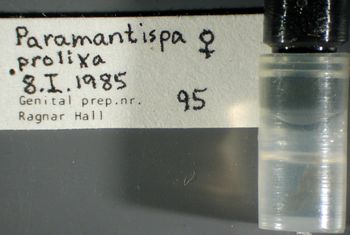 Paramantispa ♀
prolixa
8.I.1985
Genital prep.nr. 95
Ragnar Hall